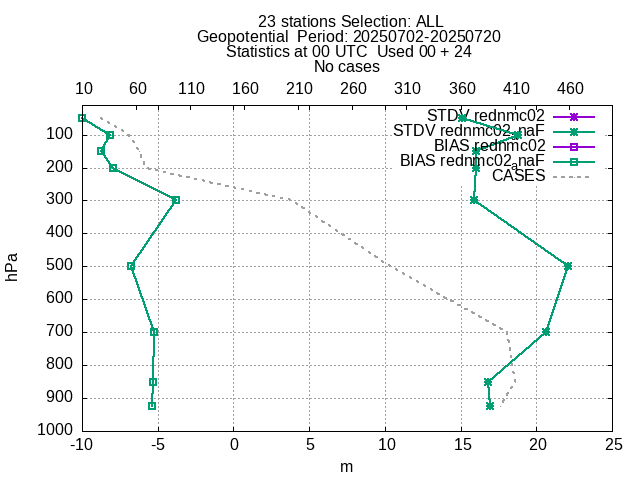 23 stations Selection: ALL
Geopotential  Period: 20250702-20250720
Statistics at 00 UTC  Used 00 + 24
No cases
10 60 110 160 210 260 310 360 410 460
STDV rednmc02
STDV rednmc02_naF
BIAS rednmc02
BIAS rednmc02_naF
CASES
100
200
300
400
500
600
700
800
900
1000
hPa
-10 -5 0 5 10 15 20 25
m